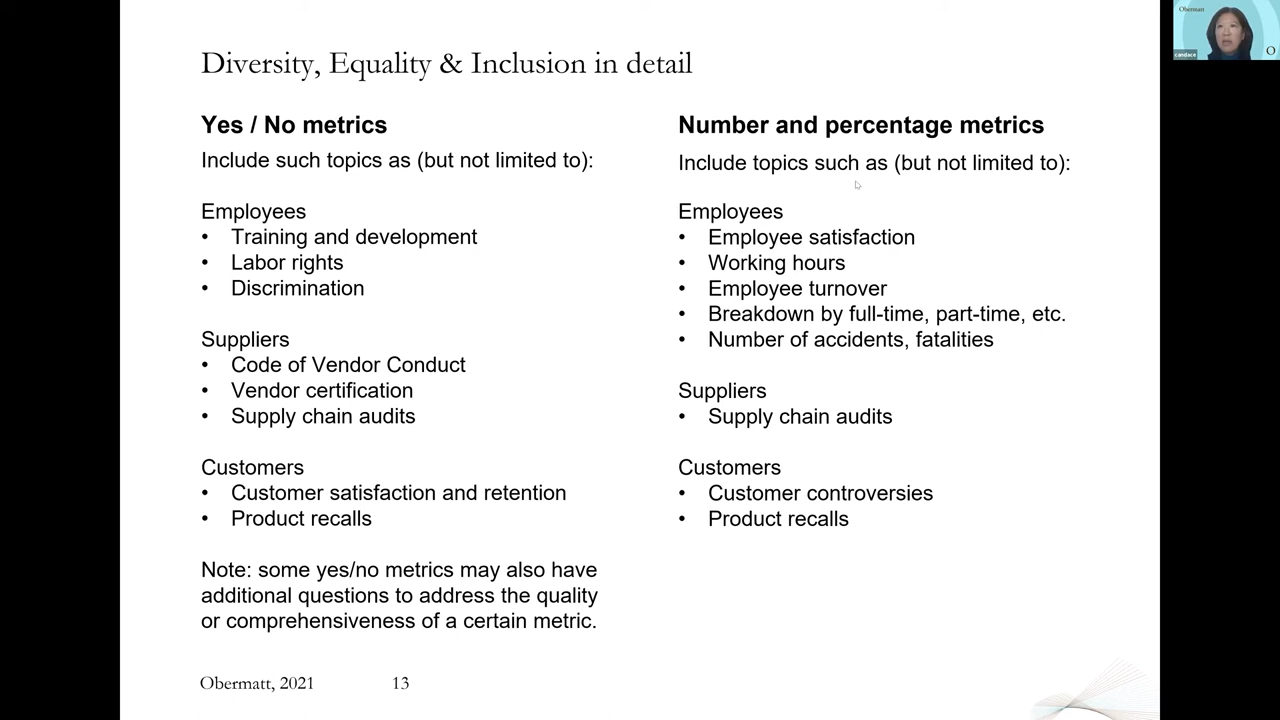 Diversity, Equality & Inclusion in detail
Yes / No metrics
Include such topics as (but not limited to):
Employees
• Training and development
• Labor rights
• Discrimination
Suppliers
• Code of Vendor Conduct
• Vendor certification
• Supply chain audits
Customers
• Customer satisfaction and retention
• Product recalls
Note: some yes/no metrics may also have
additional questions to address the quality
or comprehensiveness of a certain metric.
Number and percentage metrics
Include topics such as (but not limited to):
Employees
• Employee satisfaction
• Working hours
• Employee turnover
• Breakdown by full-time, part-time, etc.
• Number of accidents, fatalities
Suppliers
• Supply chain audits
Customers
• Customer controversies
• Product recalls
Obermatt, 2021
13
Obermatt
O
candace